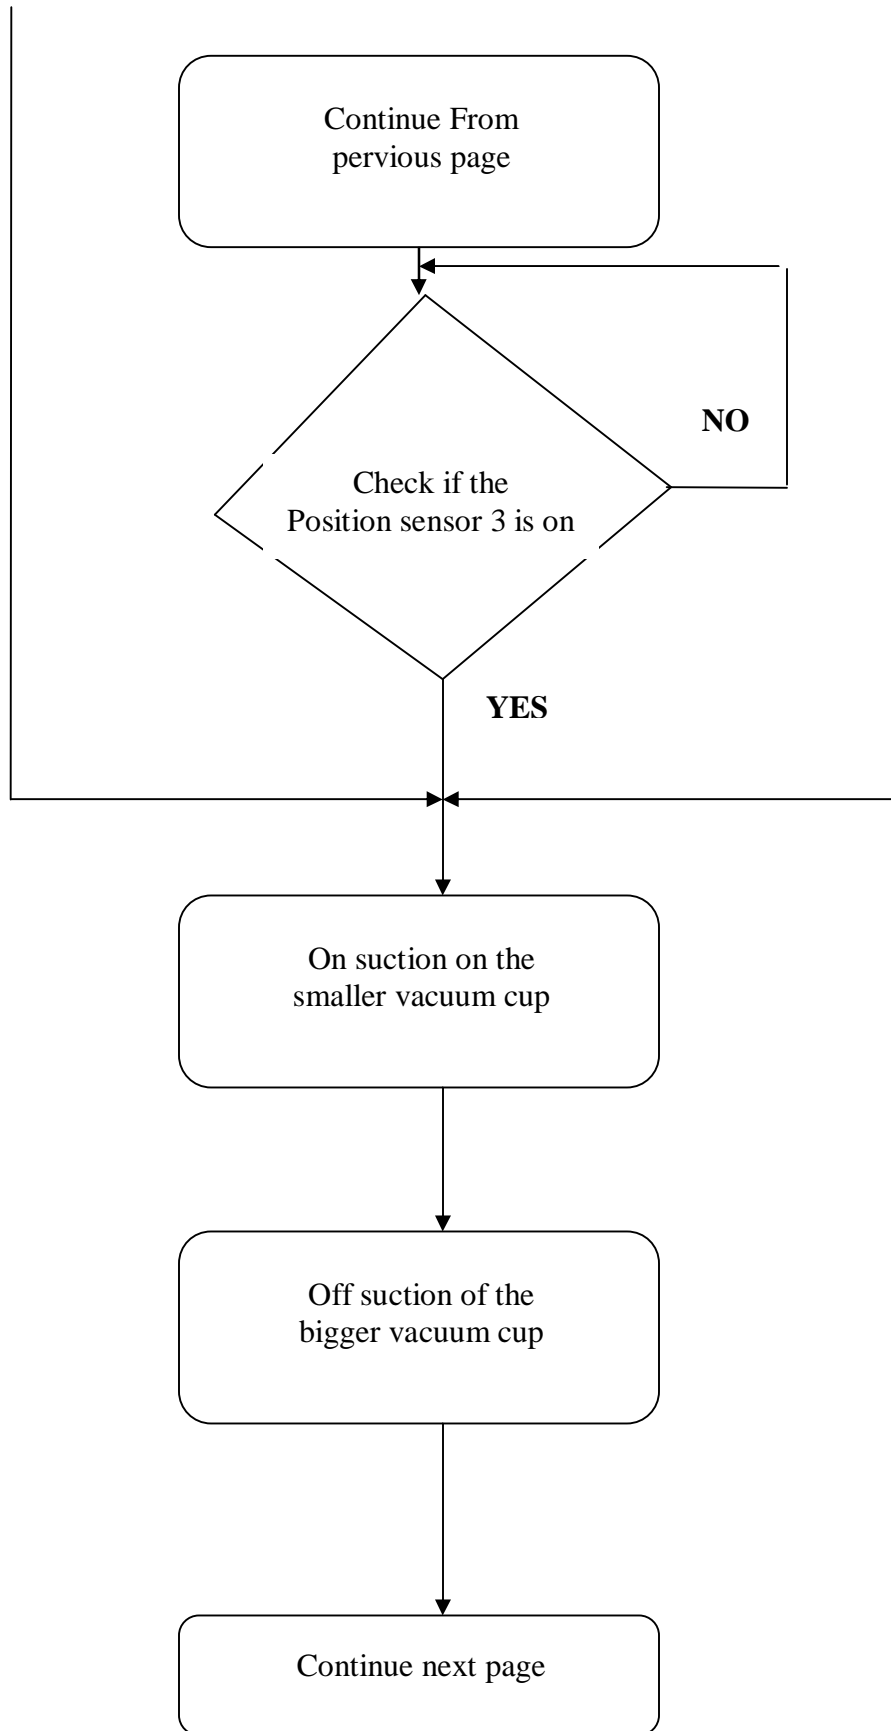 Continue From
pervious page
NO
Check if the
Position sensor 3 is on
YES
On suction on the
smaller vacuum cup
Off suction of the
bigger vacuum cup
Continue next page